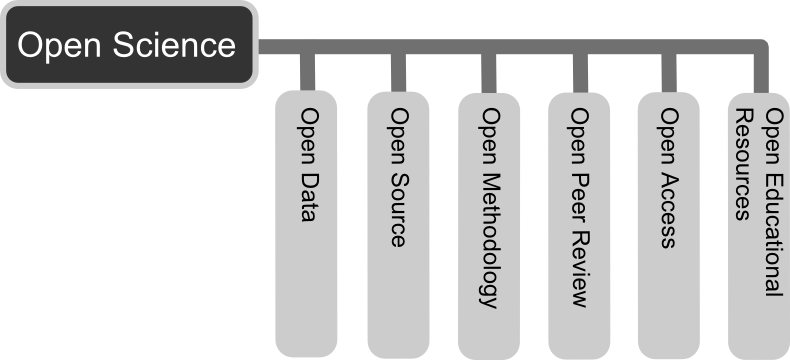 Open Science
Open Data
Open Source
Open Methodology
Open Peer Review
Open Access
Open Educational
Resources